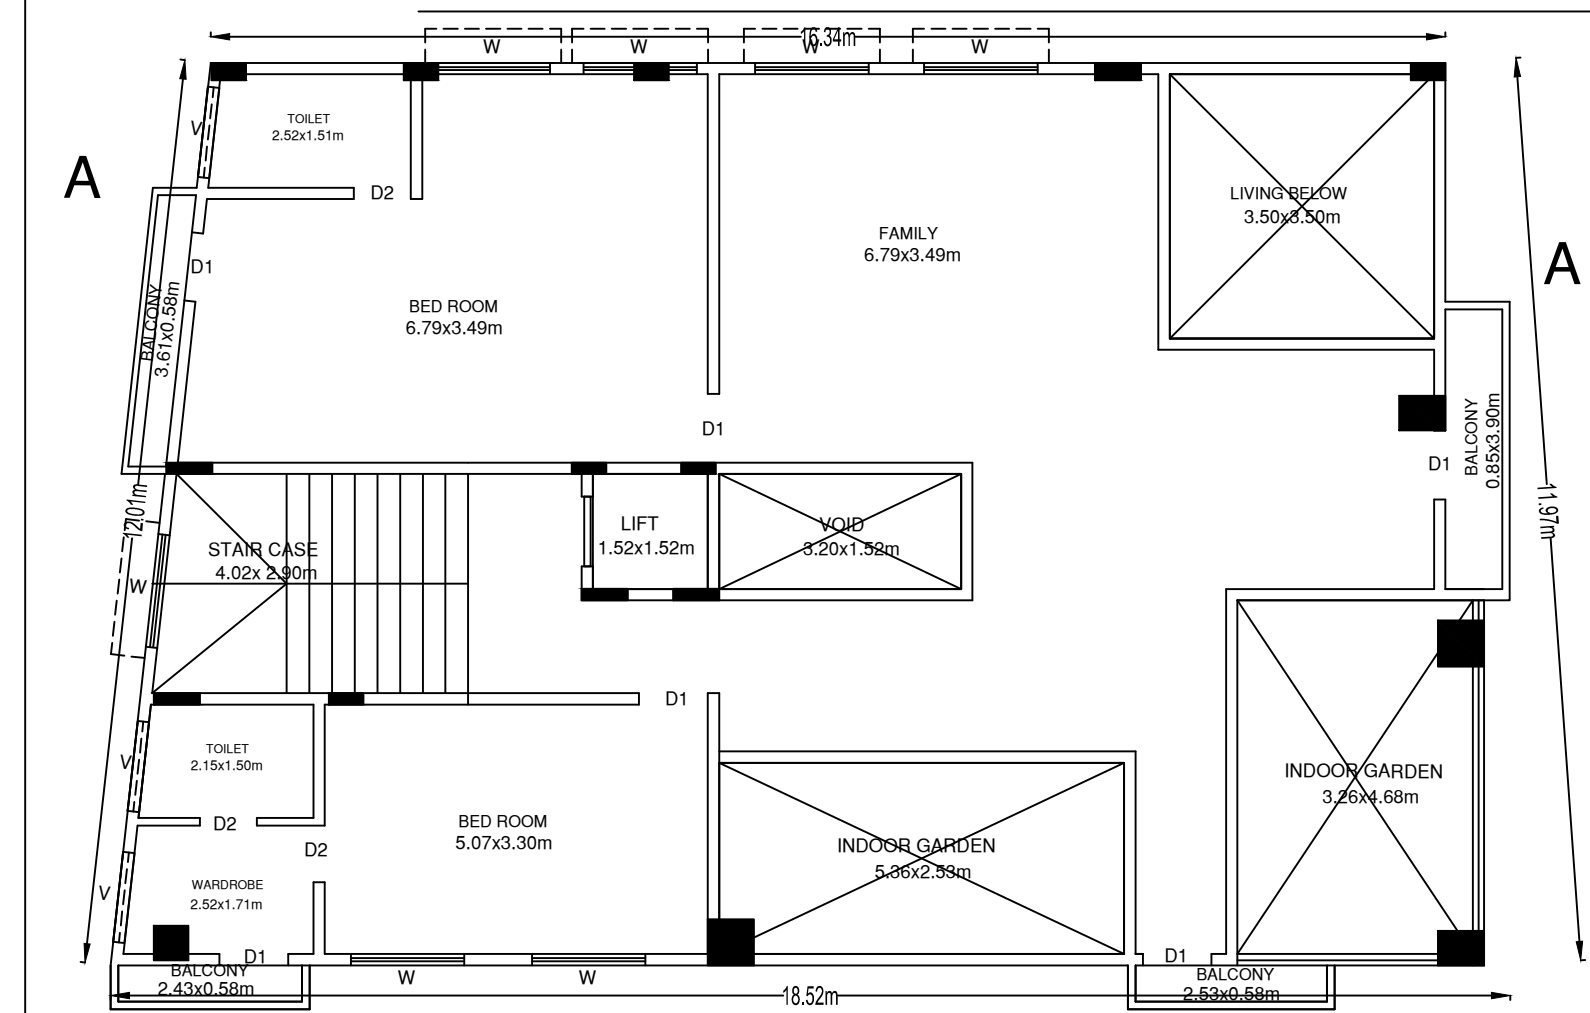 16.34m
W
W
W
W
TOILET
2.52x1.51m
V
A
D2
LIVING BELOW
3.50x3.50m
FAMILY
6.79x3.49m
A
D1
BED ROOM
6.79x3.49m
BALCONY
3.61x0.58m
D1
BALCONY
0.85x3.90m
D1
12.01m
11.97m
LIFT
1.52x1.52m
VOID
3.20x1.52m
STAIR CASE
4.02x 2.90m
W
D1
TOILET
2.15x1.50m
V
INDOOR GARDEN
3.26x4.68m
D2
BED ROOM
5.07x3.30m
D2
INDOOR GARDEN
5.36x2.53m
V
WARDROBE
2.52x1.71m
D1
D1
BALCONY
2.43x0.58m
W
W
BALCONY
2.53x0.58m
18.52m